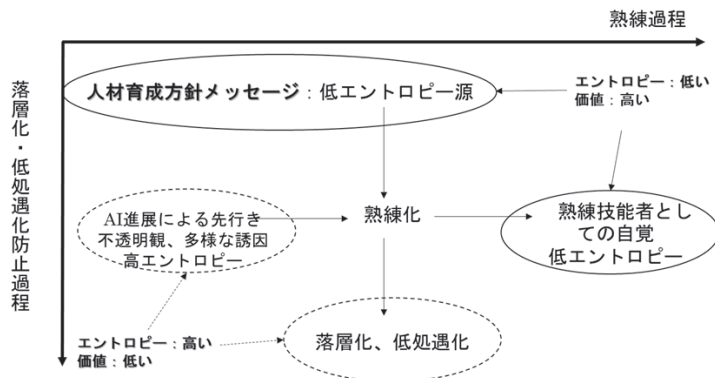 熟練過程
落層化・低処遇化防止過程
人材育成方針メッセージ：低エントロピー源
エントロピー：低い
価値：高い
AI進展による先行き
不透明観、多様な誘因
高エントロピー
熟練化
熟練技能者とし
ての自覚
低エントロピー
エントロピー：高い
価値：低い
落層化、低処遇化